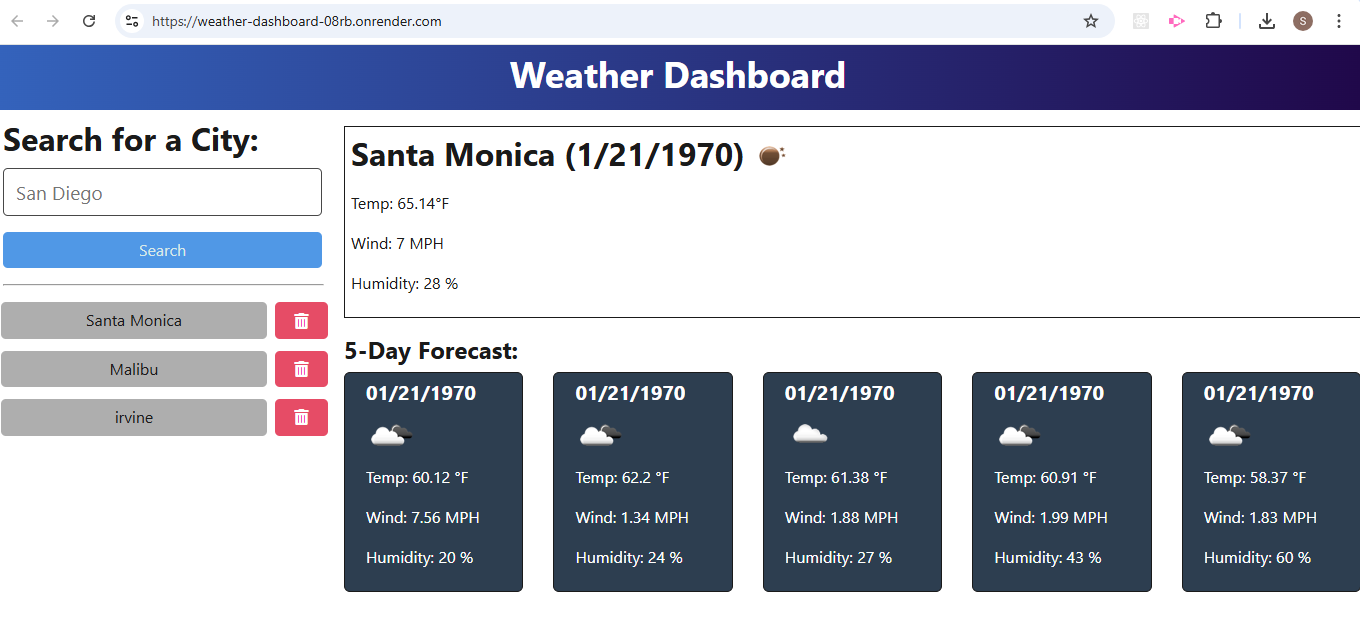 https://weather-dashboard-08rb.onrender.com
S
Weather Dashboard
Search for a City:
San Diego
Search
Santa Monica
Malibu
irvine
Santa Monica (1/21/1970)
Temp: 65.14°F
Wind: 7 MPH
Humidity: 28 %
5-Day Forecast:
01/21/1970
Temp: 60.12 °F
Wind: 7.56 MPH
Humidity: 20 %
01/21/1970
Temp: 62.2 °F
Wind: 1.34 MPH
Humidity: 24 %
01/21/1970
Temp: 61.38 °F
Wind: 1.88 MPH
Humidity: 27 %
01/21/1970
Temp: 60.91 °F
Wind: 1.99 MPH
Humidity: 43 %
01/21/1970
Temp: 58.37 °F
Wind: 1.83 MPH
Humidity: 60 %